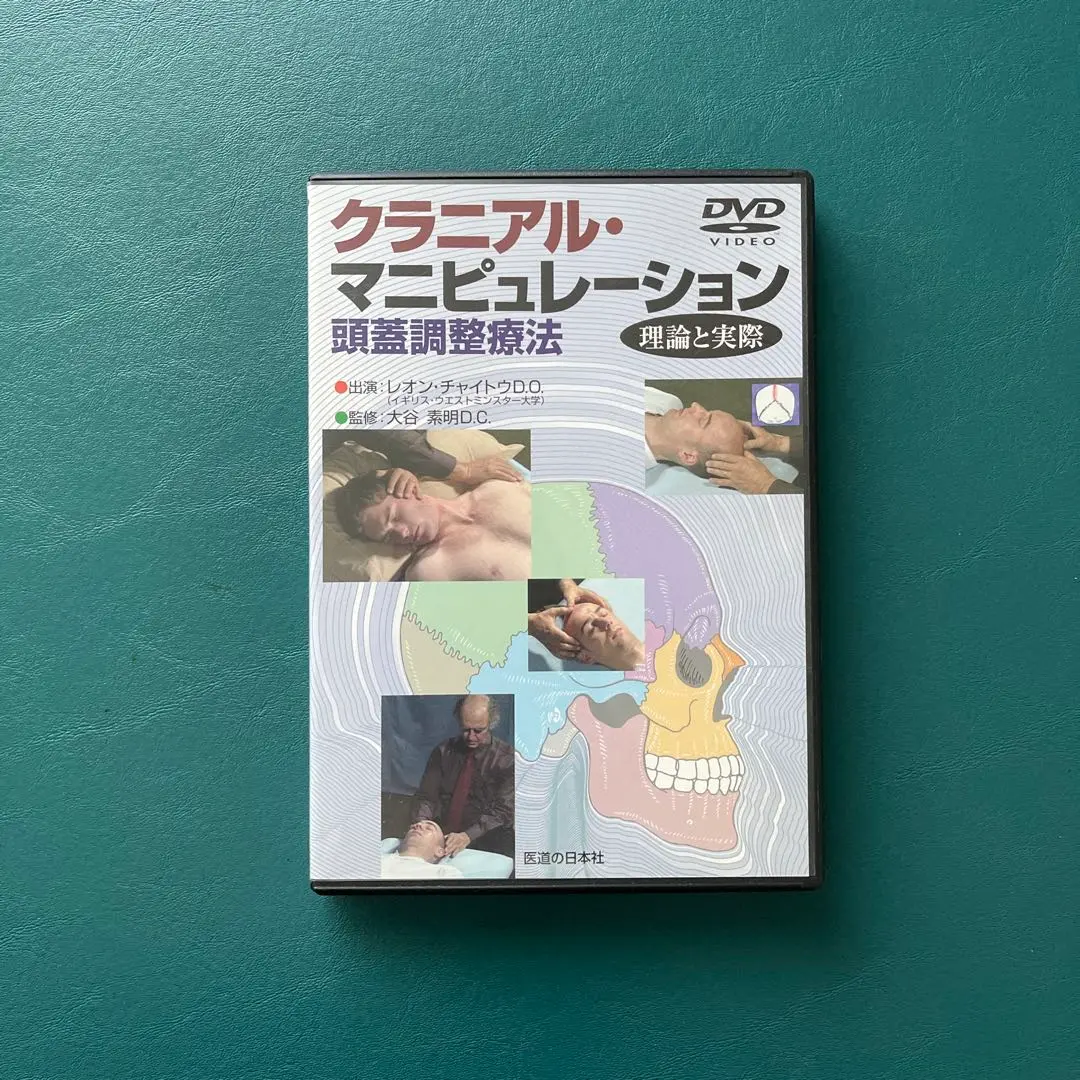 クラニアル・
マニピュレーション
頭蓋調整療法
理論と実際
DVD
VIDEO
●出演：レオン・チャイトウD.O.
（イギリス・ウエストミンスター大学）
●監修：大谷 素明D.C.
医道の日本社